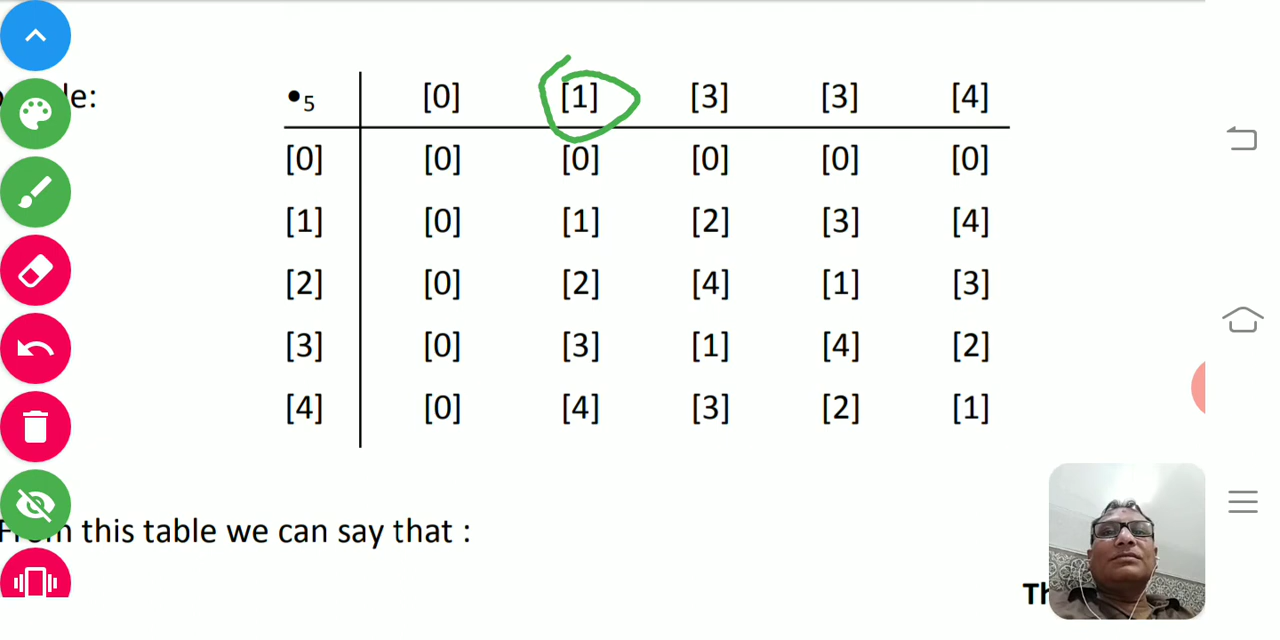 le:
•5 [0] [1] [3] [3] [4]
[0] [0] [0] [0] [0] [0]
[1] [0] [1] [2] [3] [4]
[2] [0] [2] [4] [1] [3]
[3] [0] [3] [1] [4] [2]
[4] [0] [4] [3] [2] [1]
this table we can say that :